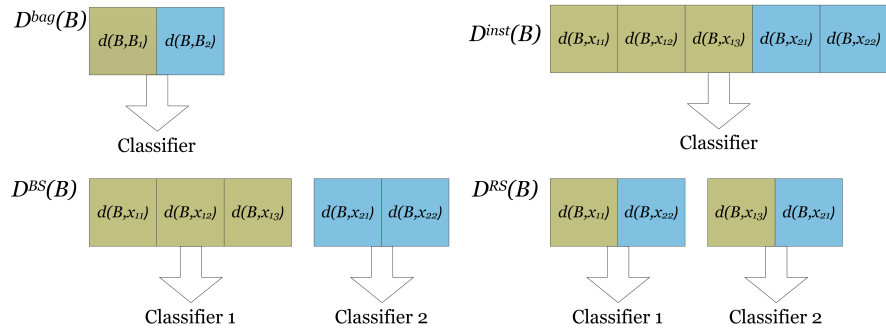 D^bag(B) d(B,B₁) d(B,B₂)
Classifier
D^inst(B) d(B,x₁₁) d(B,x₁₂) d(B,x₁₃) d(B,x₂₁) d(B,x₂₂)
Classifier
D^BS(B) d(B,x₁₁) d(B,x₁₂) d(B,x₁₃) d(B,x₂₁) d(B,x₂₂)
Classifier 1 Classifier 2
D^RS(B) d(B,x₁₁) d(B,x₂₂) d(B,x₁₃) d(B,x₂₁)
Classifier 1 Classifier 2